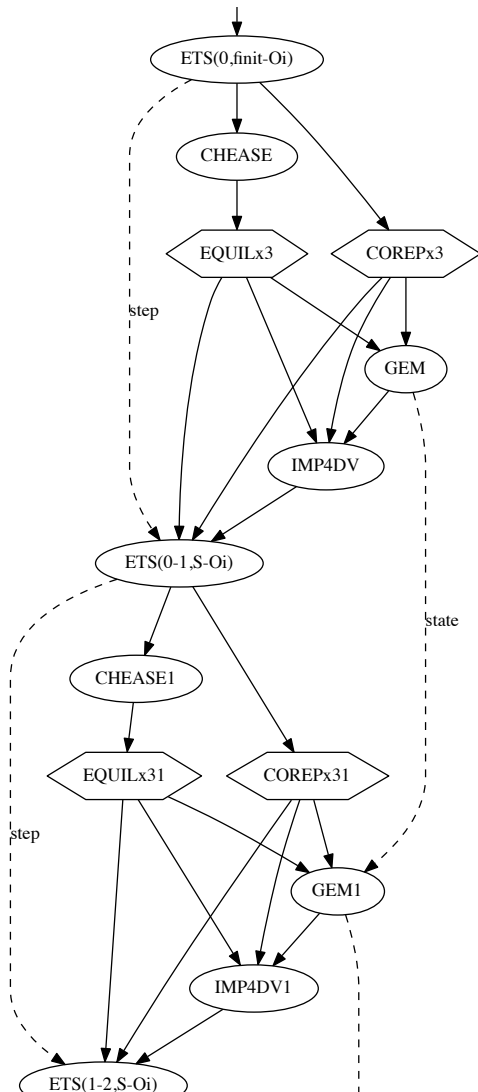 ETS(0,finit-Oi)
CHEASE
EQUILx3
COREPx3
step
GEM
IMP4DV
ETS(0-1,S-Oi)
state
CHEASE1
EQUILx31
COREPx31
step
GEM1
IMP4DV1
ETS(1-2,S-Oi)